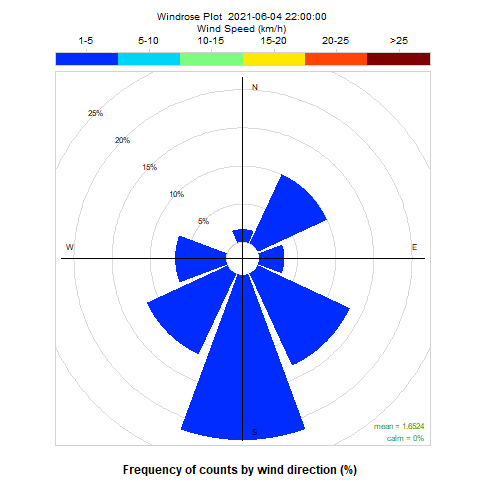 Windrose Plot 2021-06-04 22:00:00
Wind Speed (km/h)
1-5 5-10 10-15 15-20 20-25 >25
N
25%
20%
15%
10%
5%
W E
S
mean = 1.6524
calm = 0%
Frequency of counts by wind direction (%)